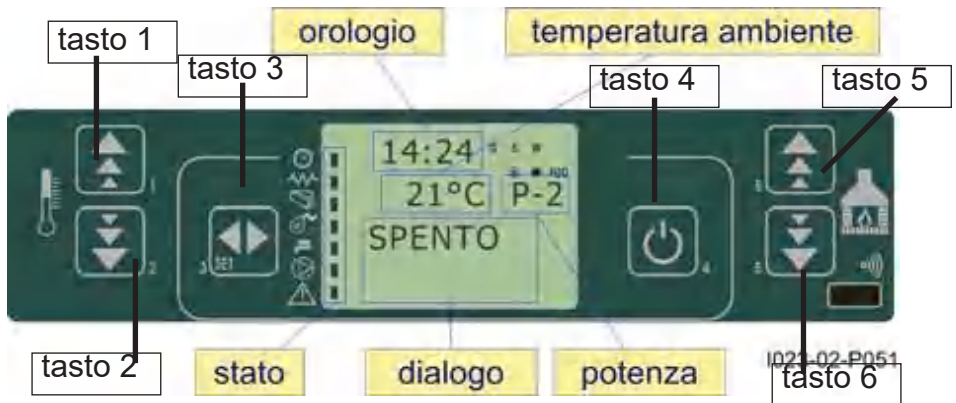 orologio
temperatura ambiente
tasto 1
tasto 3
tasto 4
tasto 5
14:24
21°C
P-2
SPENTO
1
2
3 SET
4
6
5
tasto 2
stato
dialogo
potenza
I023-02-P051
tasto 6